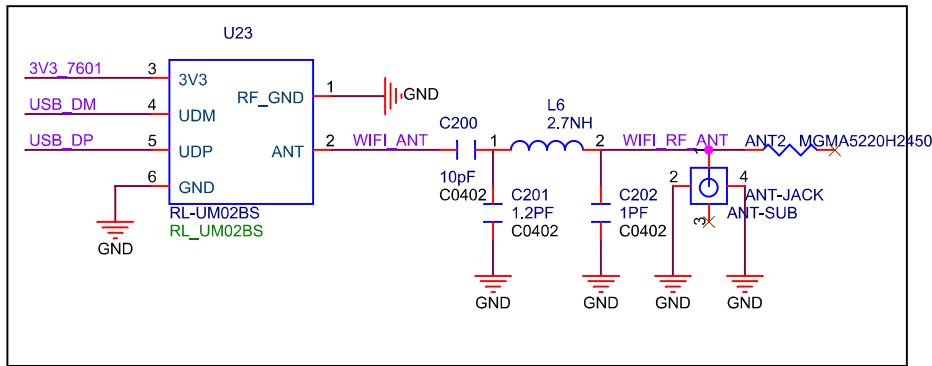 U23
3V3_7601
3
3V3
RF_GND
1
GND
USB_DM
4
UDM
USB_DP
5
UDP
ANT
2
WIFI_ANT
C200
10pF
C0402
1
L6
2.7NH
2
WIFI_RF_ANT
ANT2
MGMA5220H2450
1
6
GND
GND
RL-UM02BS
RL_UM02BS
C201
1.2PF
C0402
C202
1PF
C0402
2
4
ANT-JACK
ANT-SUB
3
GND
GND
GND
GND